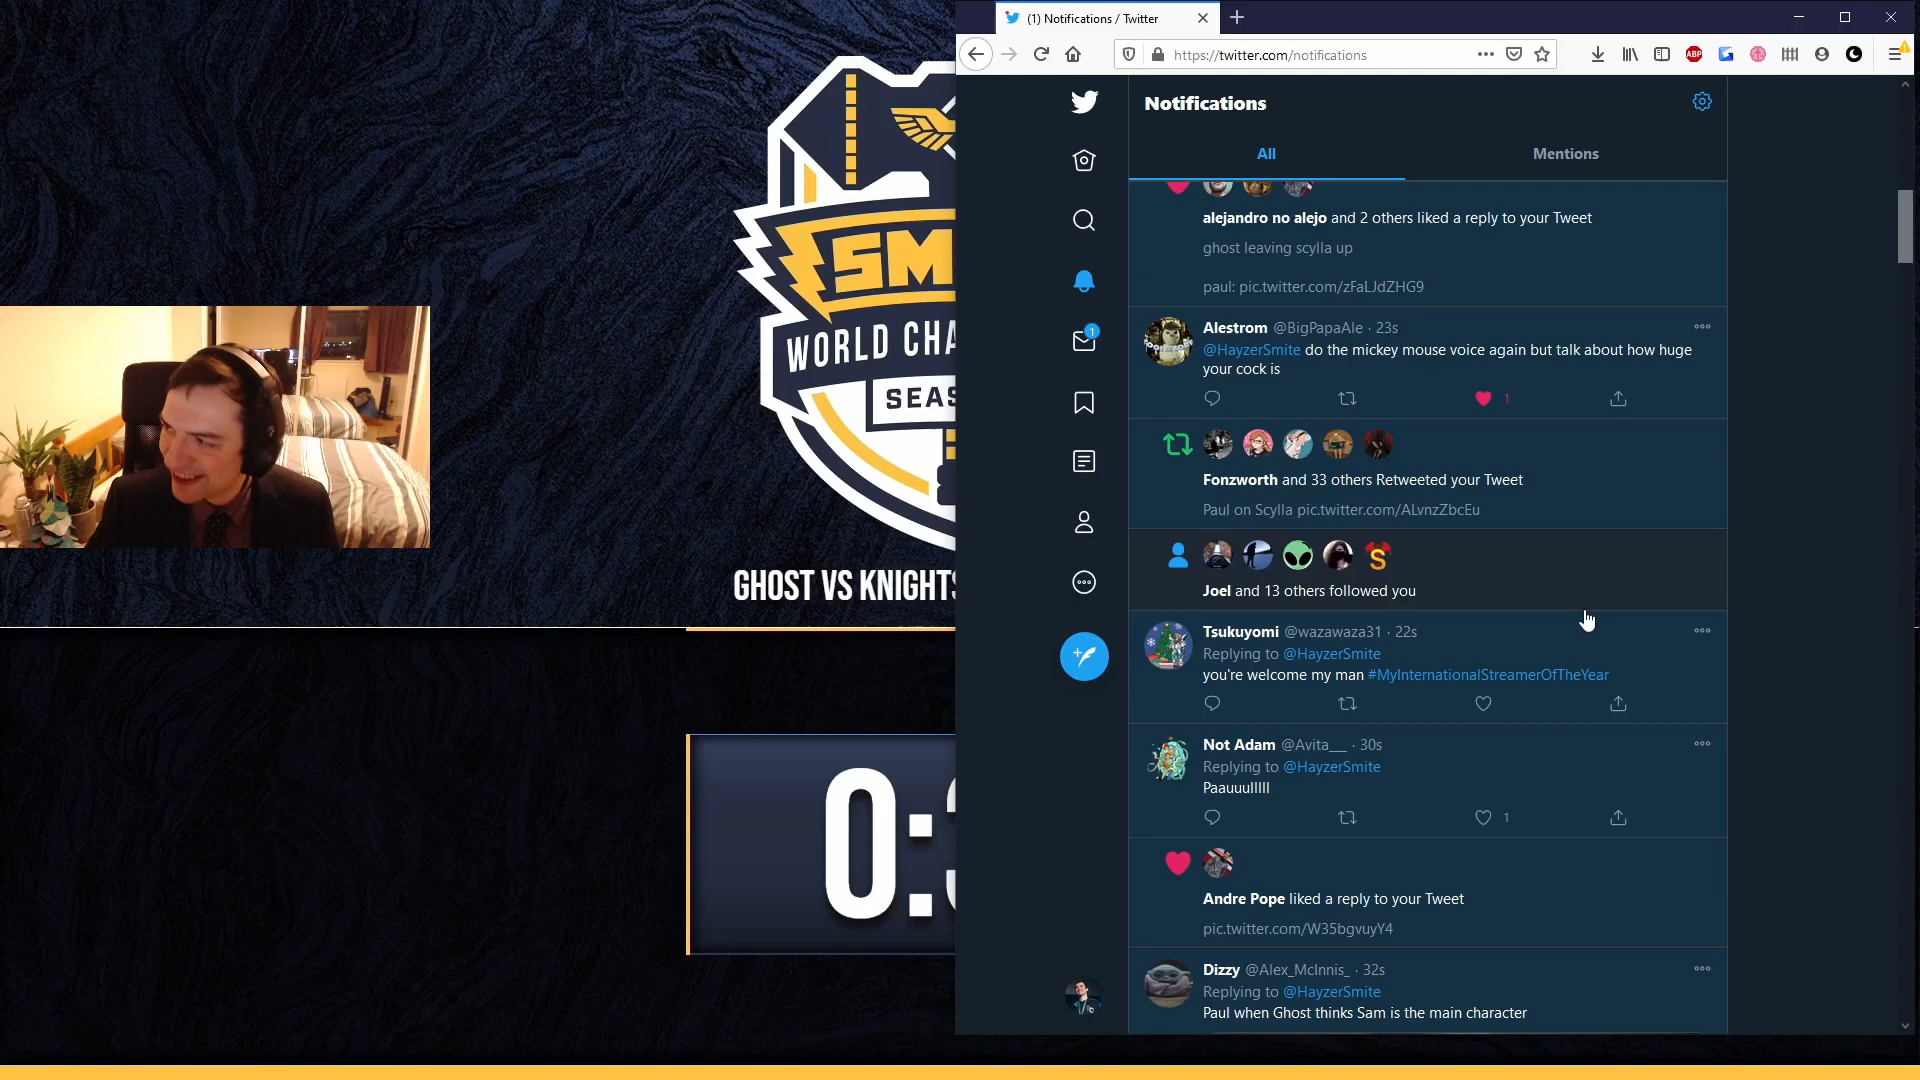 (1) Notifications / Twitter
https://twitter.com/notifications
ABP
Notifications
All
Mentions
alejandro no alejo and 2 others liked a reply to your Tweet
ghost leaving scylla up
paul: pic.twitter.com/zFaLJdZHG9
Alestrom @BigPapaAle · 23s
@HayzerSmite do the mickey mouse voice again but talk about how huge
your cock is
1
1
Fonzworth and 33 others Retweeted your Tweet
Paul on Scylla pic.twitter.com/ALvnzZbcEu
S
Joel and 13 others followed you
Tsukuyomi @wazawaza31 · 22s
Replying to @HayzerSmite
you're welcome my man #MyInternationalStreamerOfTheYear
Not Adam @Avita___ · 30s
Replying to @HayzerSmite
Paauuulllll
1
Andre Pope liked a reply to your Tweet
pic.twitter.com/W35bgvuyY4
Dizzy @Alex_McInnis_ · 32s
Replying to @HayzerSmite
Paul when Ghost thinks Sam is the main character
SM
WORLD CHA
SEAS
GHOST VS KNIGHTS
0: